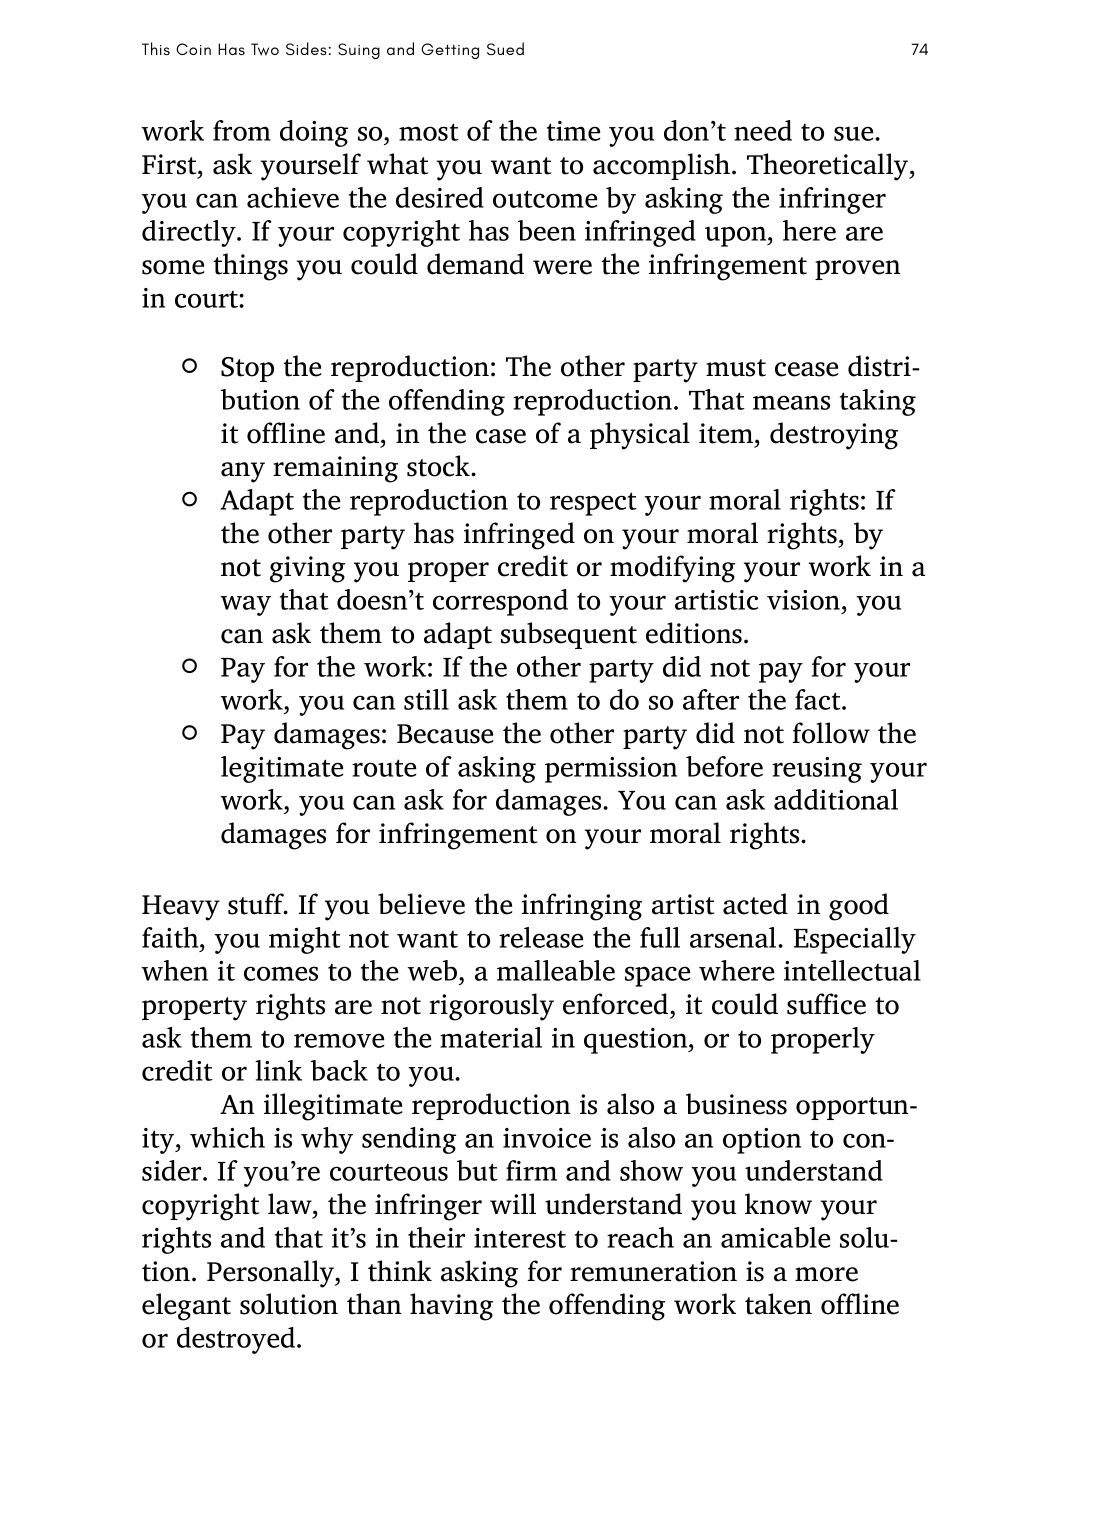 This Coin Has Two Sides: Suing and Getting Sued 74
work from doing so, most of the time you don’t need to sue.
First, ask yourself what you want to accomplish. Theoretically,
you can achieve the desired outcome by asking the infringer
directly. If your copyright has been infringed upon, here are
some things you could demand were the infringement proven
in court:
Stop the reproduction: The other party must cease distri-
bution of the offending reproduction. That means taking
it offline and, in the case of a physical item, destroying
any remaining stock.
Adapt the reproduction to respect your moral rights: If
the other party has infringed on your moral rights, by
not giving you proper credit or modifying your work in a
way that doesn’t correspond to your artistic vision, you
can ask them to adapt subsequent editions.
Pay for the work: If the other party did not pay for your
work, you can still ask them to do so after the fact.
Pay damages: Because the other party did not follow the
legitimate route of asking permission before reusing your
work, you can ask for damages. You can ask additional
damages for infringement on your moral rights.
Heavy stuff. If you believe the infringing artist acted in good
faith, you might not want to release the full arsenal. Especially
when it comes to the web, a malleable space where intellectual
property rights are not rigorously enforced, it could suffice to
ask them to remove the material in question, or to properly
credit or link back to you.
An illegitimate reproduction is also a business opportun-
ity, which is why sending an invoice is also an option to con-
sider. If you’re courteous but firm and show you understand
copyright law, the infringer will understand you know your
rights and that it’s in their interest to reach an amicable solu-
tion. Personally, I think asking for remuneration is a more
elegant solution than having the offending work taken offline
or destroyed.